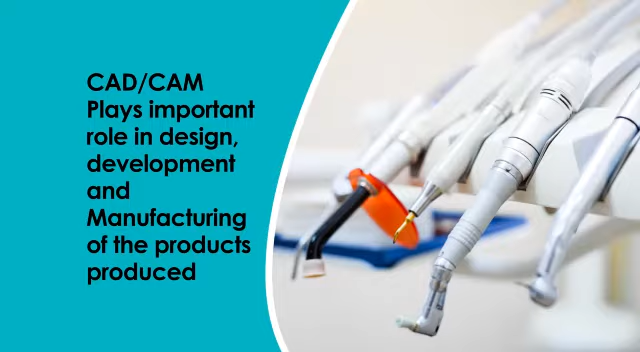 CAD/CAM
Plays important
role in design,
development
and
Manufacturing
of the products
produced